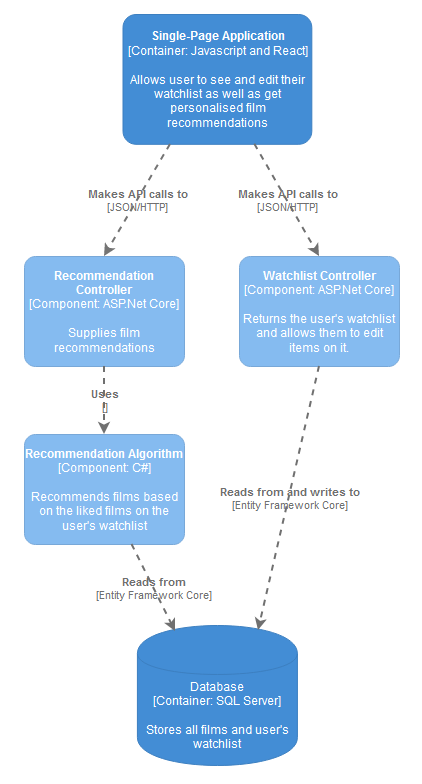 Single-Page Application
[Container: Javascript and React]
Allows user to see and edit their
watchlist as well as get
personalised film
recommendations
Makes API calls to
[JSON/HTTP]
Makes API calls to
[JSON/HTTP]
Recommendation
Controller
[Component: ASP.Net Core]
Supplies film
recommendations
Watchlist Controller
[Component: ASP.Net Core]
Returns the user's watchlist
and allows them to edit
items on it.
Uses
[]
Recommendation Algorithm
[Component: C#]
Recommends films based
on the liked films on the
user's watchlist
Reads from and writes to
[Entity Framework Core]
Reads from
[Entity Framework Core]
Database
[Container: SQL Server]
Stores all films and user's
watchlist